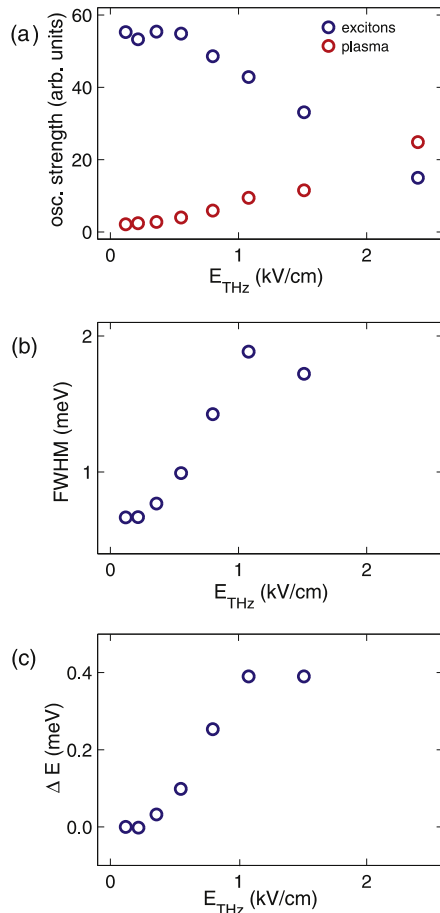 (a)
osc. strength (arb. units)
60
40
20
0
excitons
plasma
0 1 2
E_THz (kV/cm)
(b)
FWHM (meV)
2
1
0 1 2
E_THz (kV/cm)
(c)
Δ E (meV)
0.4
0.2
0.0
0 1 2
E_THz (kV/cm)